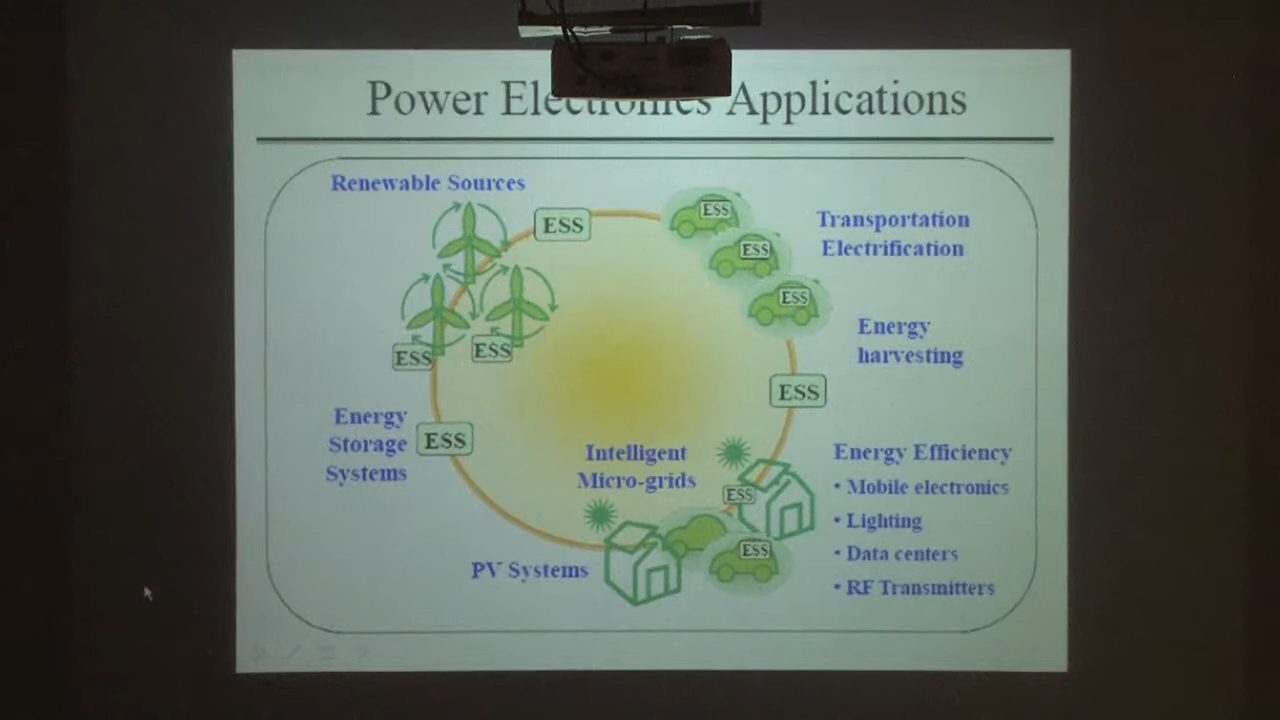 Power Electronics Applications
Renewable Sources
ESS
ESS
ESS
ESS
ESS
Transportation
Electrification
ESS
ESS
Energy
harvesting
ESS
Energy
Storage
Systems
ESS
Intelligent
Micro-grids
ESS
Energy Efficiency
• Mobile electronics
• Lighting
• Data centers
• RF Transmitters
PV Systems
ESS